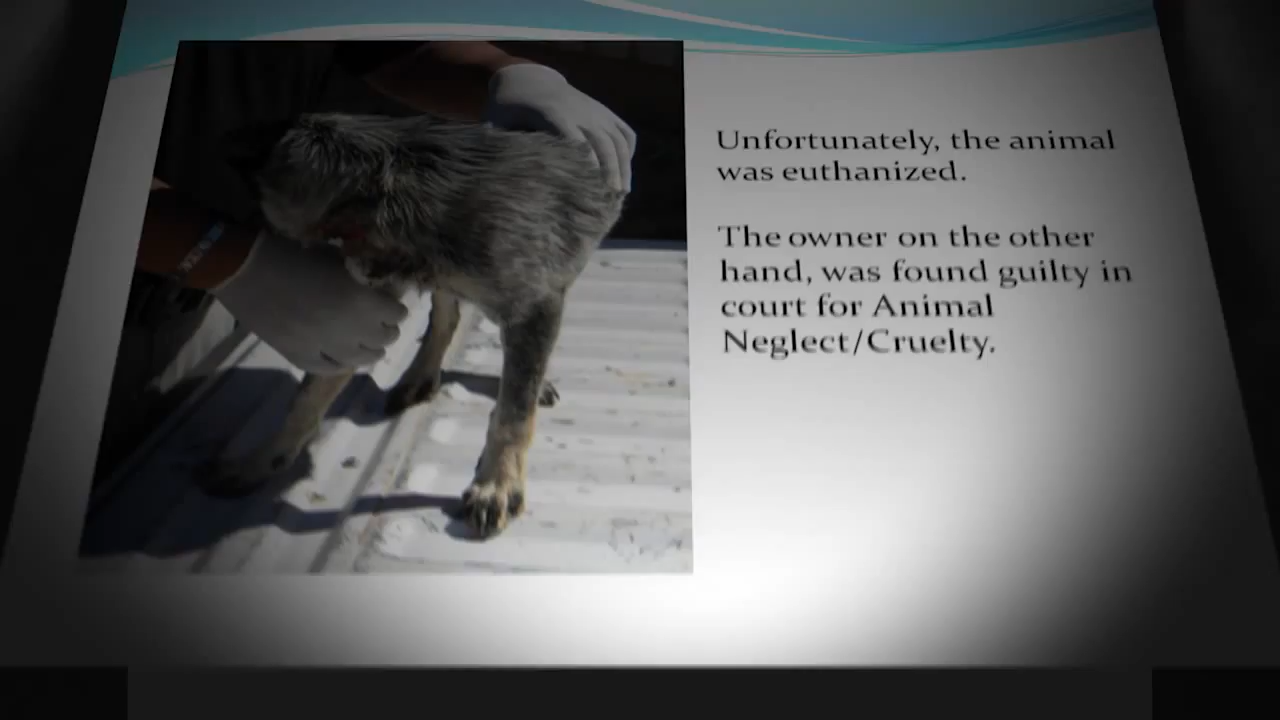 Unfortunately, the animal
was euthanized.
The owner on the other
hand, was found guilty in
court for Animal
Neglect/Cruelty.